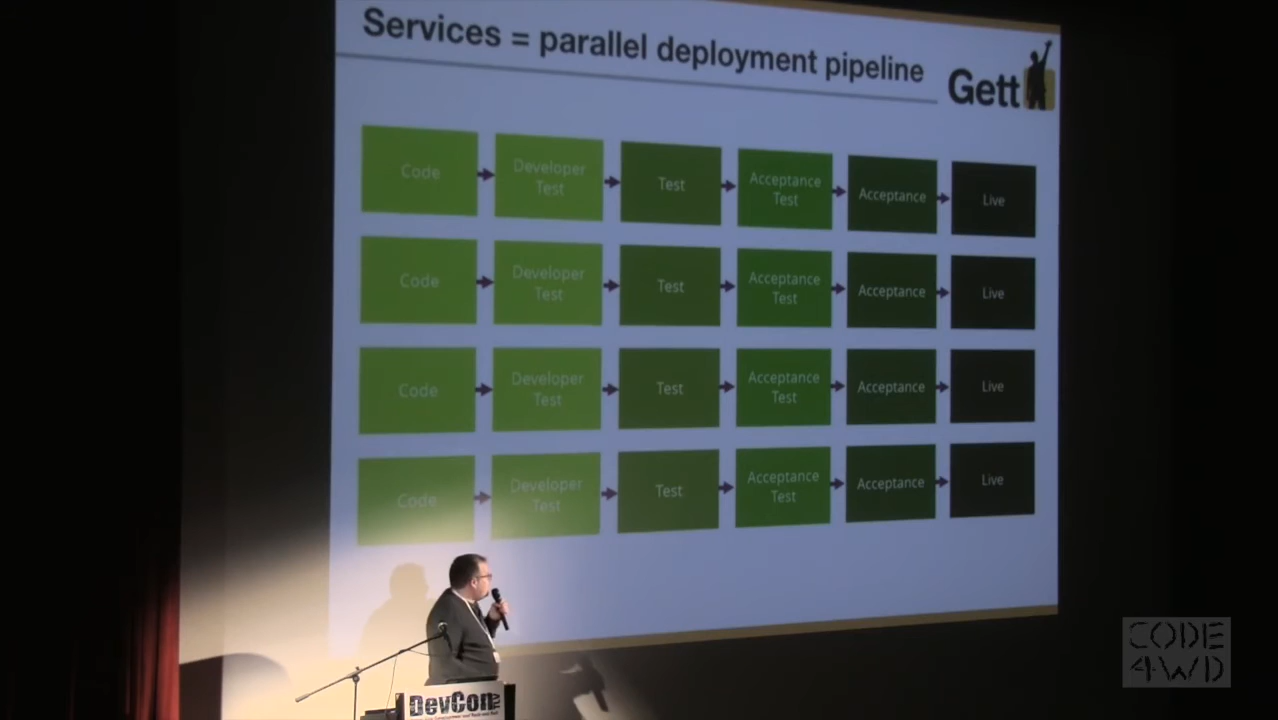 Services = parallel deployment pipeline
Gett
Code
Developer
Test
Test
Acceptance
Test
Acceptance
Live
Code
Developer
Test
Test
Acceptance
Test
Acceptance
Live
Code
Developer
Test
Test
Acceptance
Test
Acceptance
Live
Code
Developer
Test
Test
Acceptance
Test
Acceptance
Live
DevCon
TLV
CODE
4WD